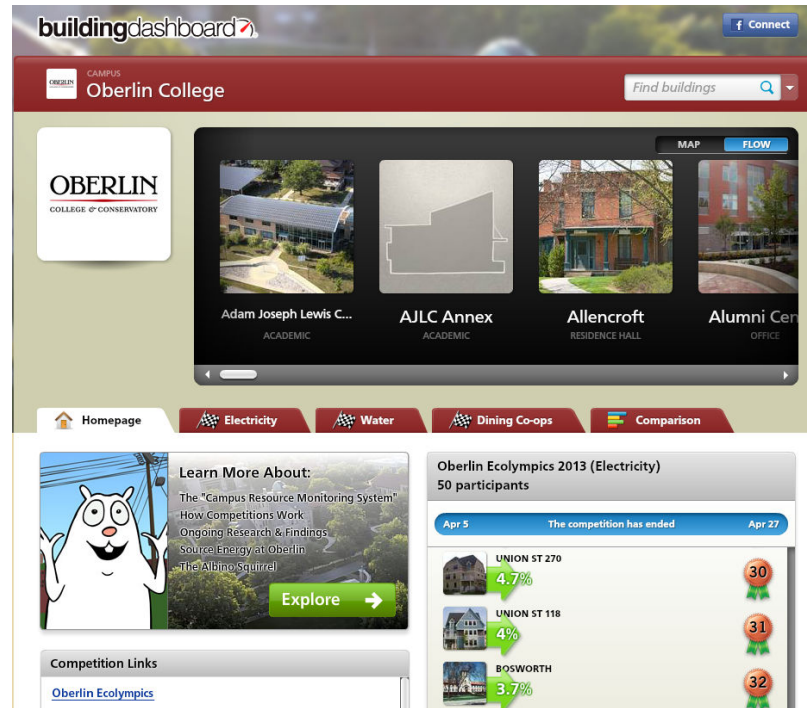 buildingdashboard
f Connect
OBERLIN
CAMPUS
Oberlin College
Find buildings
OBERLIN
COLLEGE & CONSERVATORY
MAP
FLOW
Adam Joseph Lewis C...
ACADEMIC
AJLC Annex
ACADEMIC
Allencroft
RESIDENCE HALL
Alumni Cen
OFFICE
Homepage
Electricity
Water
Dining Co-ops
Comparison
Learn More About:
The "Campus Resource Monitoring System"
How Competitions Work
Ongoing Research & Findings
Source Energy at Oberlin
The Albino Squirrel
Explore
Competition Links
Oberlin Ecolympics
Oberlin Ecolympics 2013 (Electricity)
50 participants
Apr 5
The competition has ended
Apr 27
UNION ST 270
4.7%
30
UNION ST 118
4%
31
BOSWORTH
3.7%
32